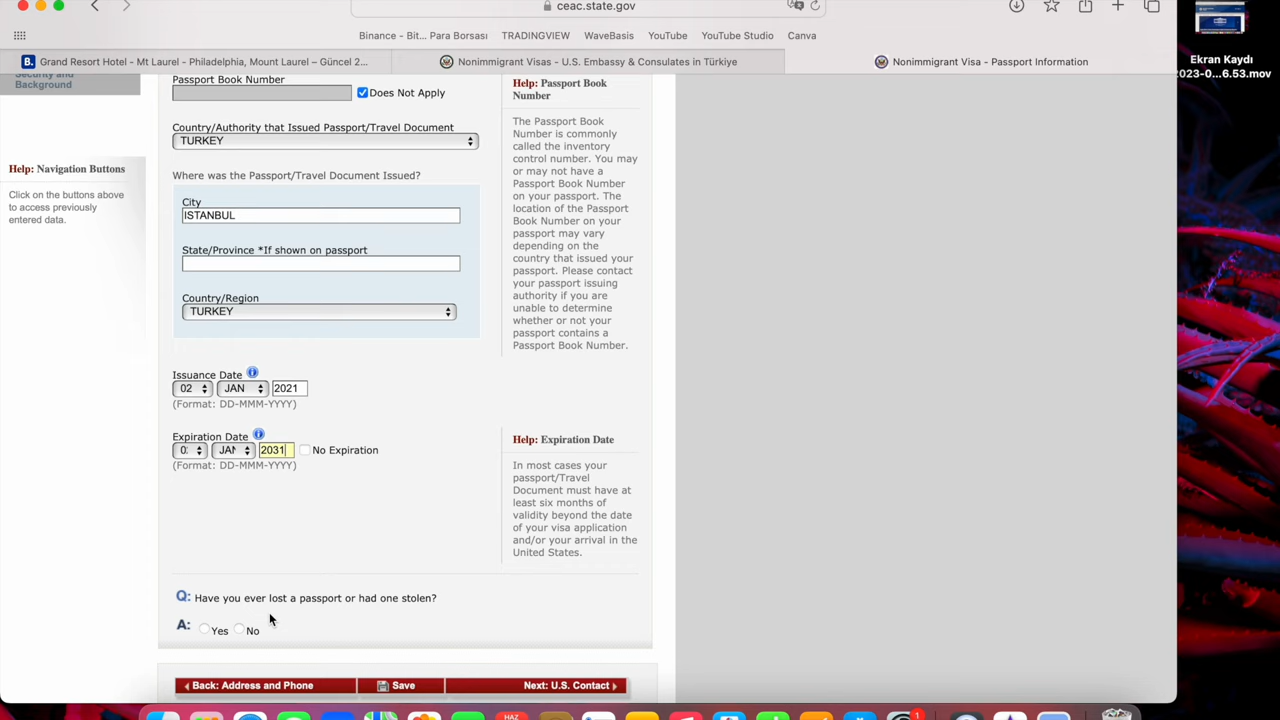 ceac.state.gov
Binance - Bit... Para Borsası TRADINGVIEW WaveBasis YouTube YouTube Studio Canva
B. Grand Resort Hotel - Mt Laurel – Philadelphia, Mount Laurel – Güncel 2...
Nonimmigrant Visas - U.S. Embassy & Consulates in Türkiye
Nonimmigrant Visa - Passport Information
Ekran Kaydı
2023-0...6.53.mov
Security and
Background
Help: Navigation Buttons
Click on the buttons above
to access previously
entered data.
Passport Book Number
Does Not Apply
Country/Authority that Issued Passport/Travel Document
TURKEY
Where was the Passport/Travel Document Issued?
City
ISTANBUL
State/Province *If shown on passport
Country/Region
TURKEY
Issuance Date
02 JAN 2021
(Format: DD-MMM-YYYY)
Expiration Date
JAN 2031 No Expiration
(Format: DD-MMM-YYYY)
Help: Passport Book
Number
The Passport Book
Number is commonly
called the inventory
control number. You may
or may not have a
Passport Book Number
on your passport. The
location of the Passport
Book Number on your
passport may vary
depending on the
country that issued your
passport. Please contact
your passport issuing
authority if you are
unable to determine
whether or not your
passport contains a
Passport Book Number.
Help: Expiration Date
In most cases your
passport/Travel
Document must have at
least six months of
validity beyond the date
of your visa application
and/or your arrival in the
United States.
Q: Have you ever lost a passport or had one stolen?
A: Yes No
Back: Address and Phone Save Next: U.S. Contact
HAZ
1